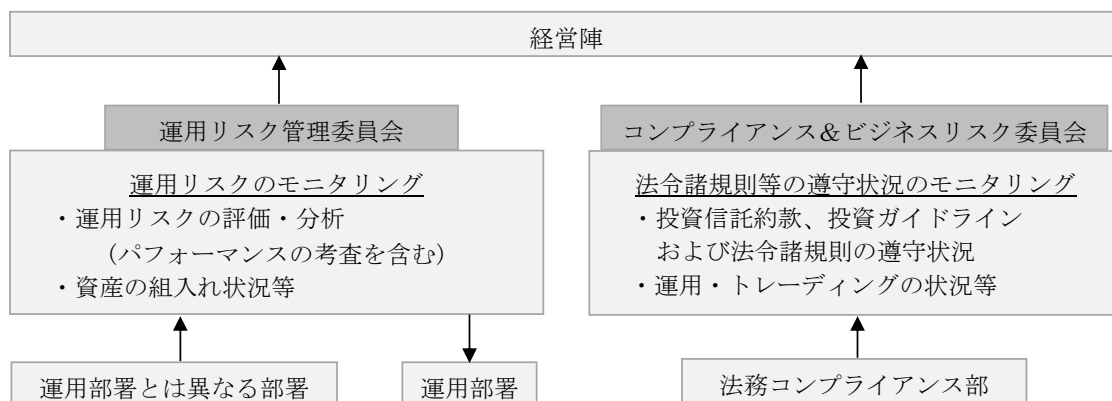 経営陣
運用リスク管理委員会
運用リスクのモニタリング
・運用リスクの評価・分析
（パフォーマンスの考査を含む）
・資産の組入れ状況等
運用部署とは異なる部署
運用部署
コンプライアンス＆ビジネスリスク委員会
法令諸規則等の遵守状況のモニタリング
・投資信託約款、投資ガイドライン
および法令諸規則の遵守状況
・運用・トレーディングの状況等
法務コンプライアンス部